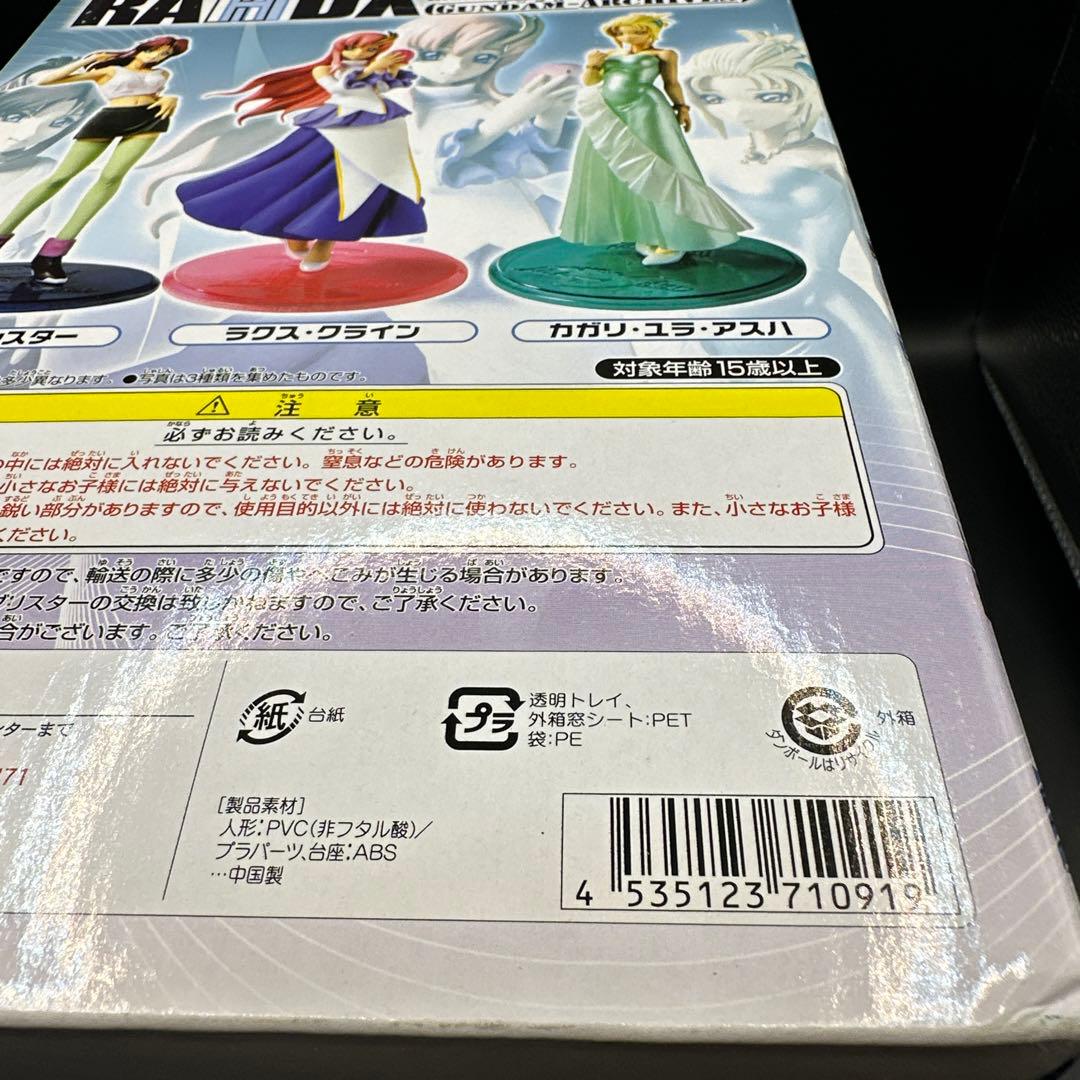 RAHDX
GUNDAM-ARCHIVES
スター
ラクス・クライン
カガリ・ユラ・アスハ
多少異なります。 ●写真は3種類を集めたものです。
対象年齢15歳以上
注意
必ずお読みください。
中には絶対に入れないでください。窒息などの危険があります。
小さなお子様には絶対に与えないでください。
鋭い部分がありますので、使用目的以外には絶対に使わないでください。また、小さなお子様
ください。
ですので、輸送の際に多少の傷やへこみが生じる場合があります。
ブリスターの交換は致しかねますので、ご了承ください。
合がございます。ご了承ください。
ンターまで
71
紙
台紙
プラ
透明トレイ、
外箱窓シート:PET
袋:PE
外箱
ダンボールはリサイクル
[製品素材]
人形:PVC(非フタル酸)/
プラパーツ、台座:ABS
…中国製
4 535123 710919